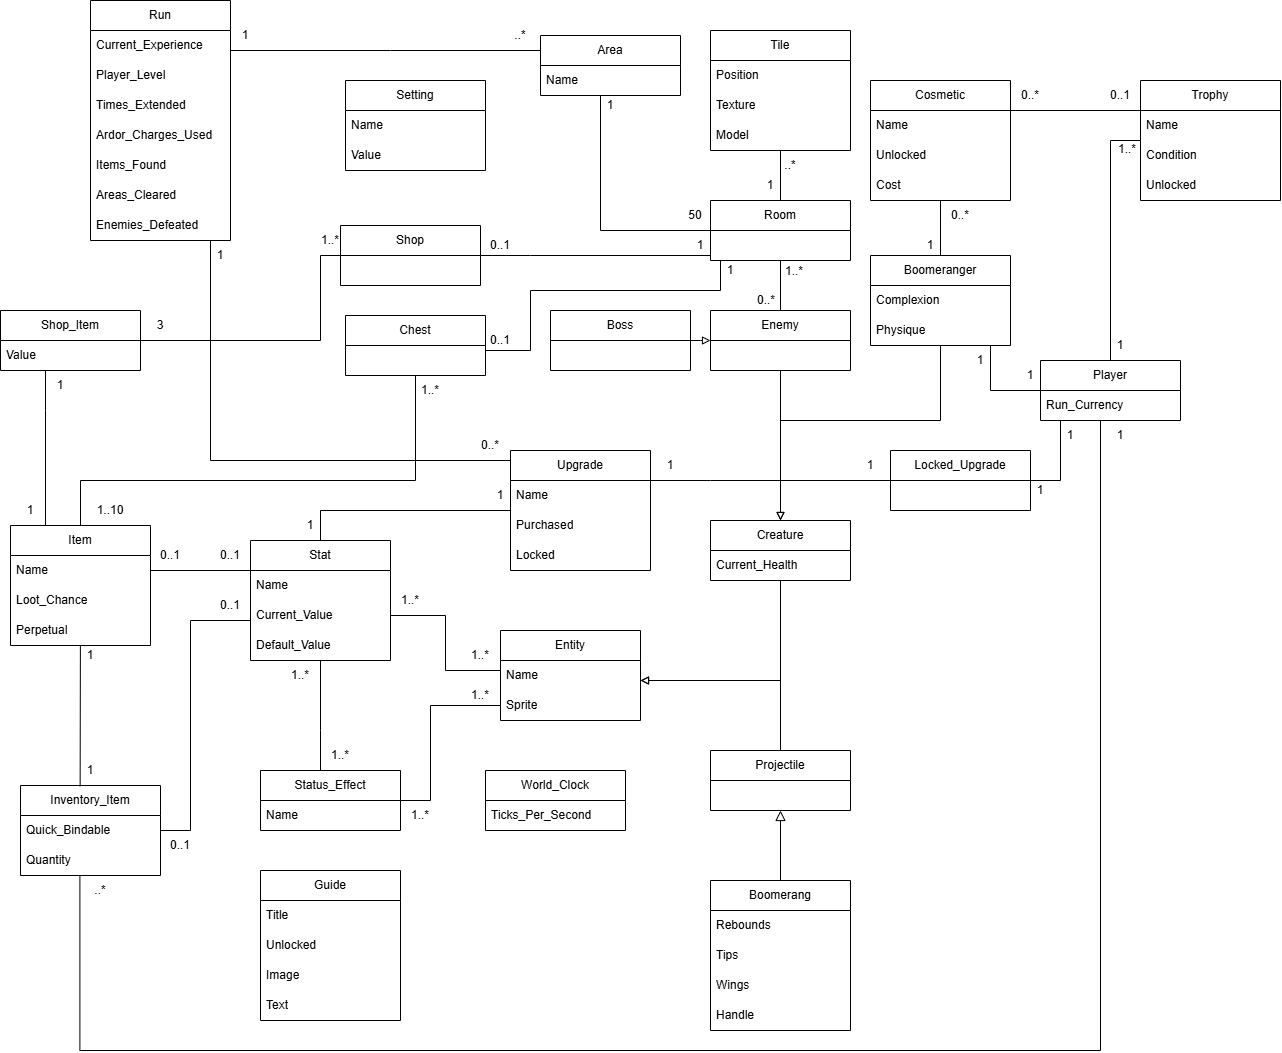 Run
Current_Experience
Player_Level
Times_Extended
Ardor_Charges_Used
Items_Found
Areas_Cleared
Enemies_Defeated
1
..*
Area
Name
1
Setting
Name
Value
Tile
Position
Texture
Model
..*
1
Cosmetic
Name
Unlocked
Cost
0..*
0..1
Trophy
Name
Condition
Unlocked
1..*
50
Room
1
1
1..*
0..*
1
Shop
1..*
0..1
0..*
1
Boomeranger
Complexion
Physique
1
1
1
Shop_Item
Value
3
1
Chest
0..1
1..*
Boss
Enemy
Player
Run_Currency
1
1
0..*
Upgrade
Name
Purchased
Locked
1
1
1
Locked_Upgrade
1
1
1..10
Item
Name
Loot_Chance
Perpetual
0..1
0..1
1
Stat
Name
Current_Value
Default_Value
0..1
1..*
1..*
Creature
Current_Health
1..*
1..*
Entity
Name
Sprite
1
1
1..*
Status_Effect
Name
1..*
World_Clock
Ticks_Per_Second
Projectile
Inventory_Item
Quick_Bindable
Quantity
0..1
..*
Guide
Title
Unlocked
Image
Text
Boomerang
Rebounds
Tips
Wings
Handle